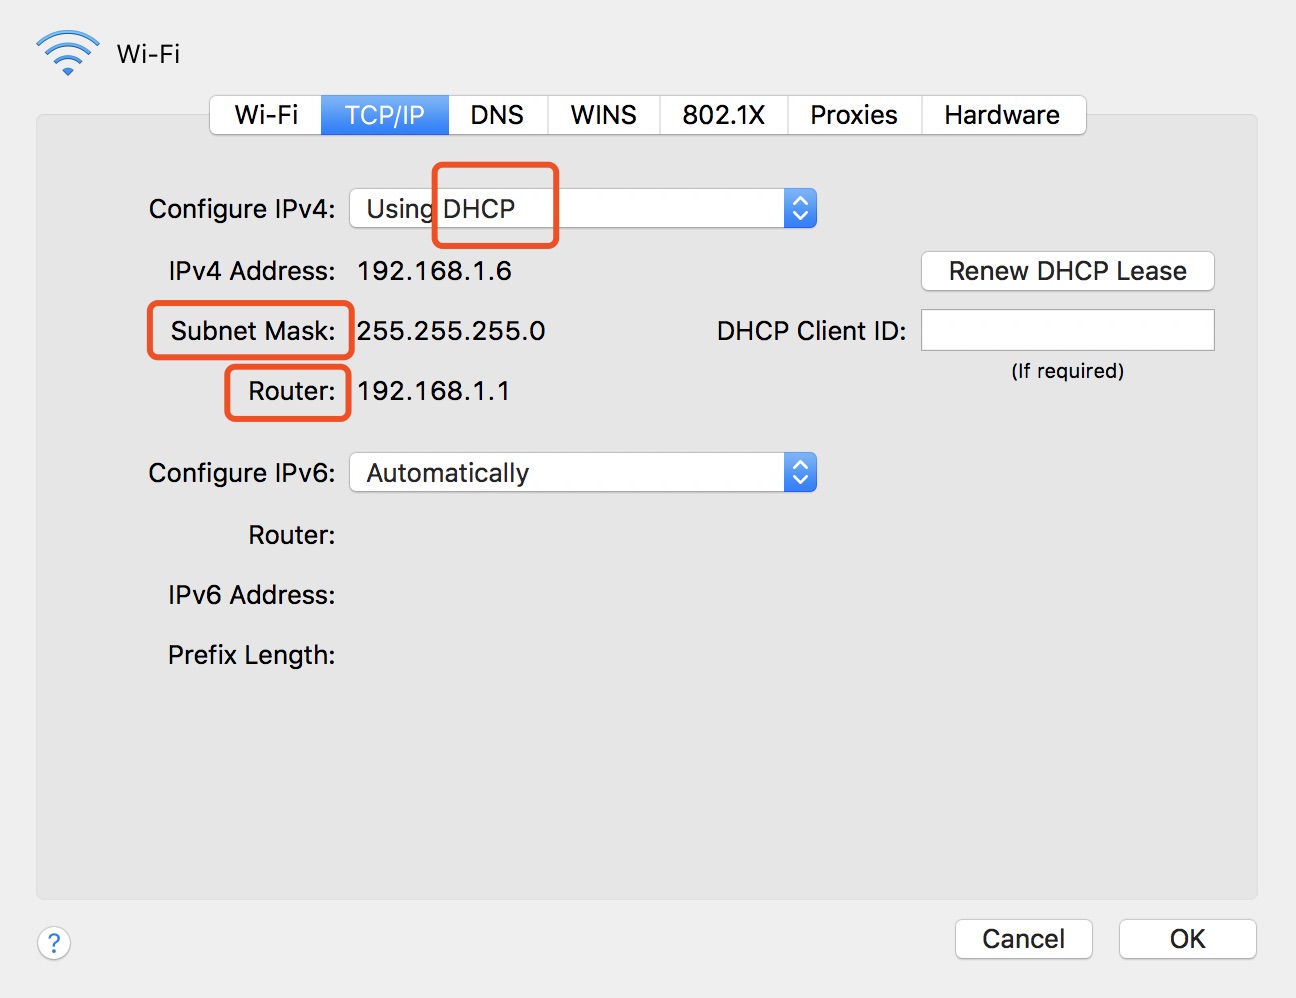 Wi-Fi
Wi-Fi TCP/IP DNS WINS 802.1X Proxies Hardware
Configure IPv4: Using DHCP
IPv4 Address: 192.168.1.6 Renew DHCP Lease
Subnet Mask: 255.255.255.0 DHCP Client ID:
(If required)
Router: 192.168.1.1
Configure IPv6: Automatically
Router:
IPv6 Address:
Prefix Length:
? Cancel OK